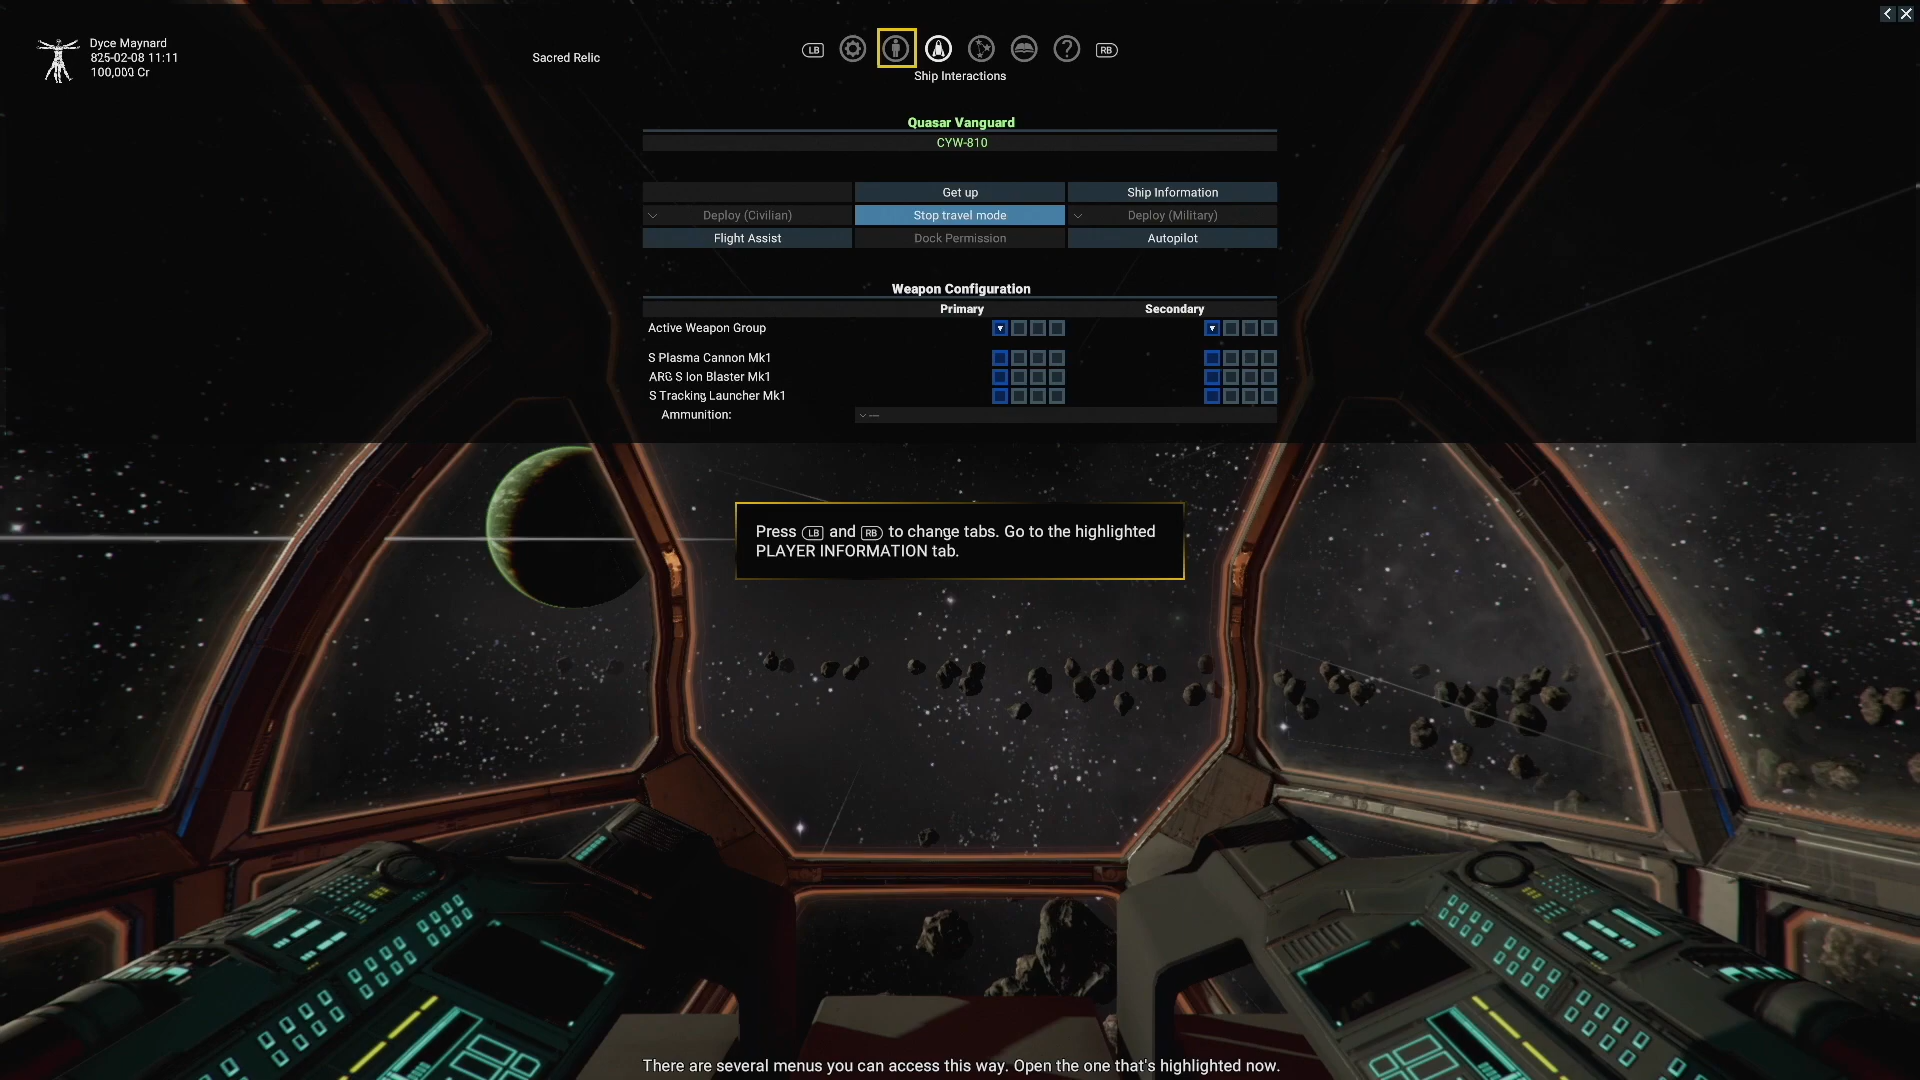 Dyce Maynard
825-02-08 11:11
100,000 Cr
Sacred Relic
LB
?
RB
Ship Interactions
Quasar Vanguard
CYW-810
Get up
Ship Information
Deploy (Civilian)
Stop travel mode
Deploy (Military)
Flight Assist
Dock Permission
Autopilot
Weapon Configuration
Primary
Secondary
Active Weapon Group
S Plasma Cannon Mk1
ARG S Ion Blaster Mk1
S Tracking Launcher Mk1
Ammunition:
---
Press LB and RB to change tabs. Go to the highlighted
PLAYER INFORMATION tab.
There are several menus you can access this way. Open the one that's highlighted now.